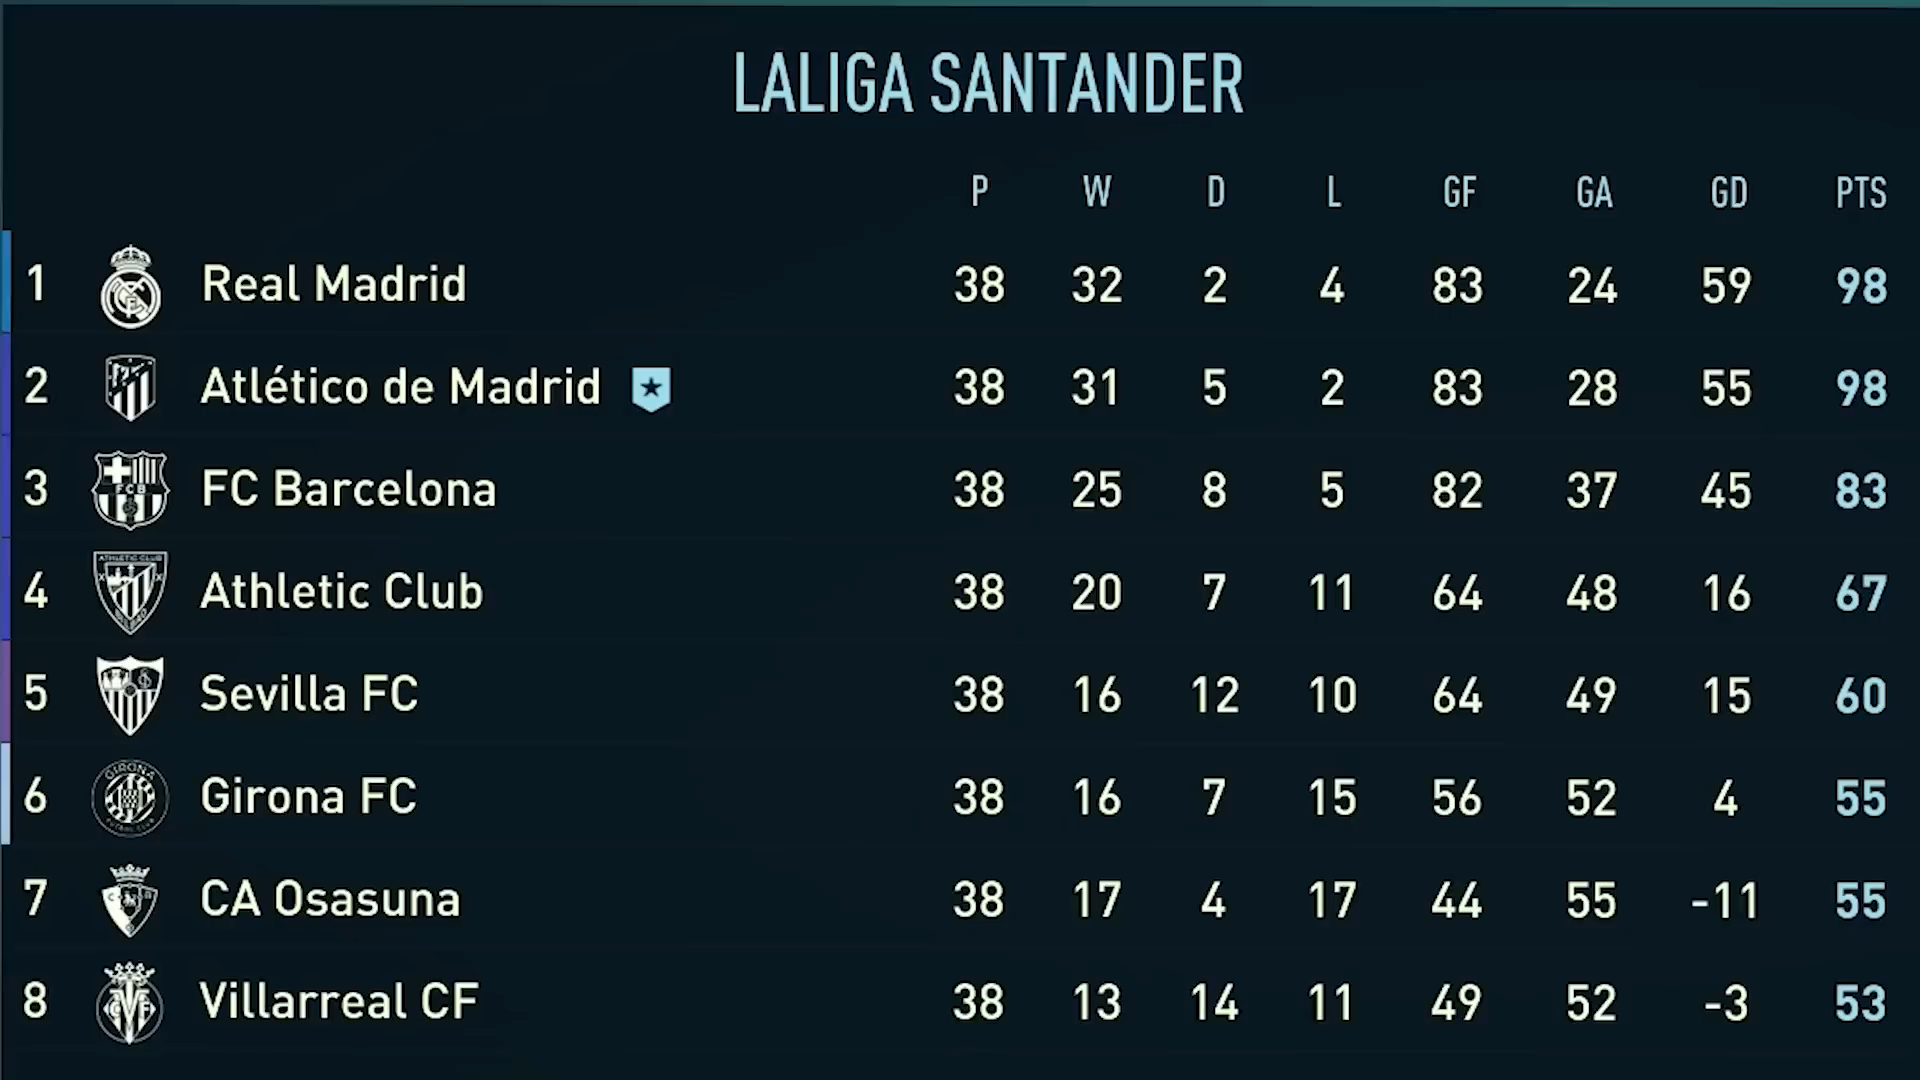 LALIGA SANTANDER
P W D L GF GA GD PTS
1 Real Madrid 38 32 2 4 83 24 59 98
2 Atlético de Madrid 38 31 5 2 83 28 55 98
3 FCB FC Barcelona 38 25 8 5 82 37 45 83
4 ATHLETIC CLUB Athletic Club 38 20 7 11 64 48 16 67
5 Sevilla FC 38 16 12 10 64 49 15 60
6 GIRONA Girona FC 38 16 7 15 56 52 4 55
7 CA Osasuna 38 17 4 17 44 55 -11 55
8 Villarreal CF 38 13 14 11 49 52 -3 53